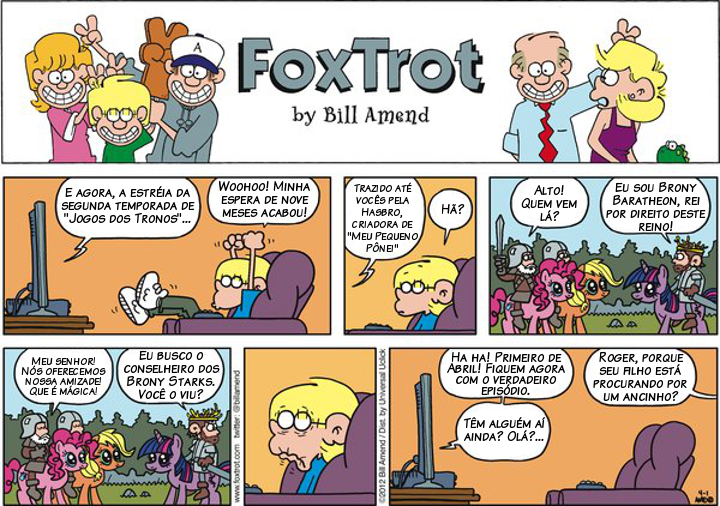 A
FoxTrot
by Bill Amend
E AGORA, A ESTRÉIA DA
SEGUNDA TEMPORADA DE
"JOGOS DOS TRONOS"...
WOOHOO! MINHA
ESPERA DE NOVE
MESES ACABOU!
TRAZIDO ATÉ
VOCÊS PELA
HASBRO,
CRIADORA DE
"MEU PEQUENO
PÔNEI"
HÃ?
ALTO!
QUEM VEM
LÁ?
EU SOU BRONY
BARATHEON, REI
POR DIREITO DESTE
REINO!
MEU SENHOR!
NÓS OFERECEMOS
NOSSA AMIZADE!
QUE É MÁGICA!
EU BUSCO O
CONSELHEIRO DOS
BRONY STARKS.
VOCÊ O VIU?
www.foxtrot.com twitter: @billamend
©2012 Bill Amend / Dist. by Universal Uclick
HA HA! PRIMEIRO DE
ABRIL! FIQUEM AGORA
COM O VERDADEIRO
EPISÓDIO.
TÊM ALGUÉM AÍ
AINDA? OLÁ?...
ROGER, PORQUE
SEU FILHO ESTÁ
PROCURANDO POR
UM ANCINHO?
4-1
AMEND